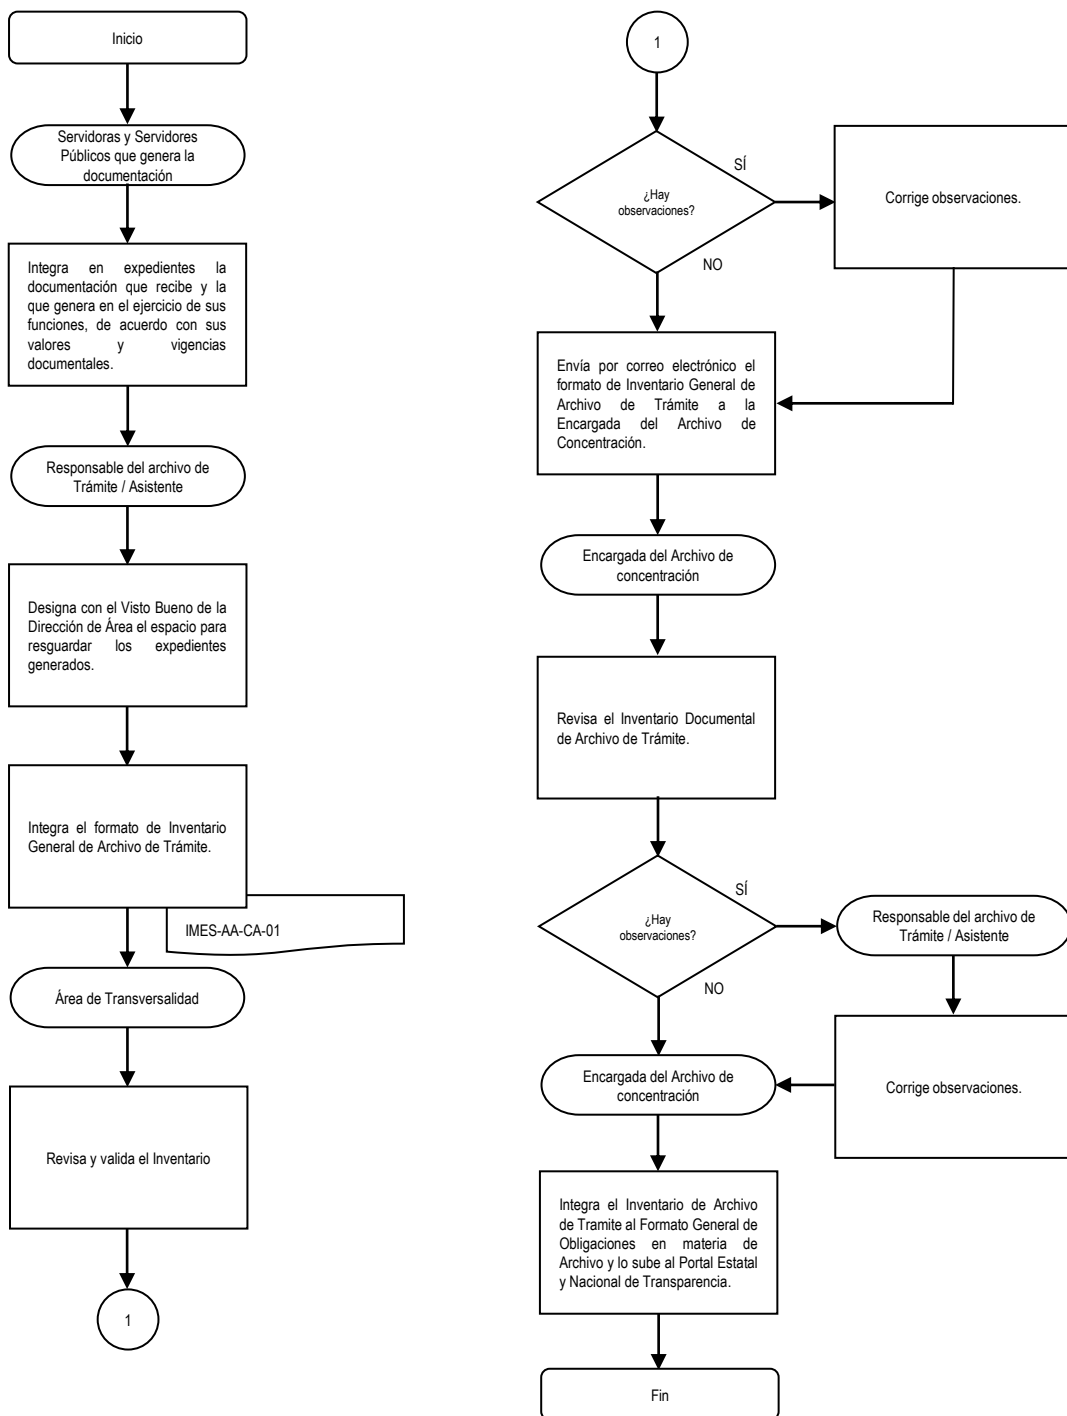 Inicio
Servidoras y Servidores
Públicos que genera la
documentación
Integra en expedientes la
documentación que recibe y la
que genera en el ejercicio de sus
funciones, de acuerdo con sus
valores y vigencias
documentales.
Responsable del archivo de
Trámite / Asistente
Designa con el Visto Bueno de la
Dirección de Área el espacio para
resguardar los expedientes
generados.
Integra el formato de Inventario
General de Archivo de Trámite.
IMES-AA-CA-01
Área de Transversalidad
Revisa y valida el Inventario
1
1
¿Hay
observaciones?
SÍ
NO
Corrige observaciones.
Envía por correo electrónico el
formato de Inventario General de
Archivo de Trámite a la
Encargada del Archivo de
Concentración.
Encargada del Archivo de
concentración
Revisa el Inventario Documental
de Archivo de Trámite.
¿Hay
observaciones?
SÍ
NO
Responsable del archivo de
Trámite / Asistente
Corrige observaciones.
Encargada del Archivo de
concentración
Integra el Inventario de Archivo
de Tramite al Formato General de
Obligaciones en materia de
Archivo y lo sube al Portal Estatal
y Nacional de Transparencia.
Fin